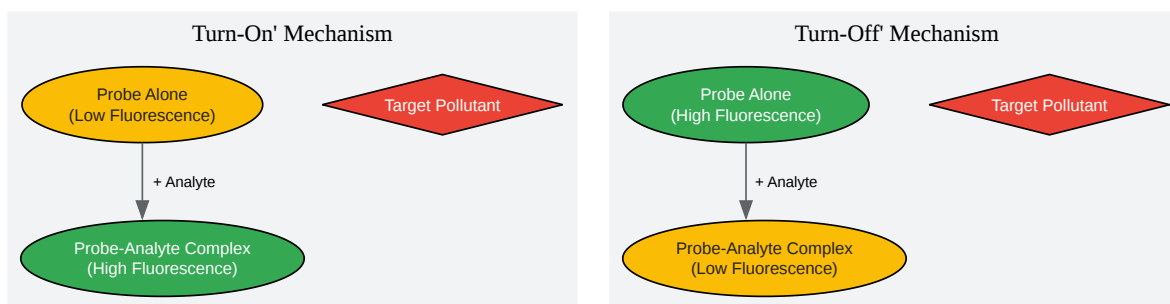 Turn-On' Mechanism
Probe Alone
(Low Fluorescence)
Target Pollutant
+ Analyte
Probe-Analyte Complex
(High Fluorescence)
Turn-Off' Mechanism
Probe Alone
(High Fluorescence)
Target Pollutant
+ Analyte
Probe-Analyte Complex
(Low Fluorescence)